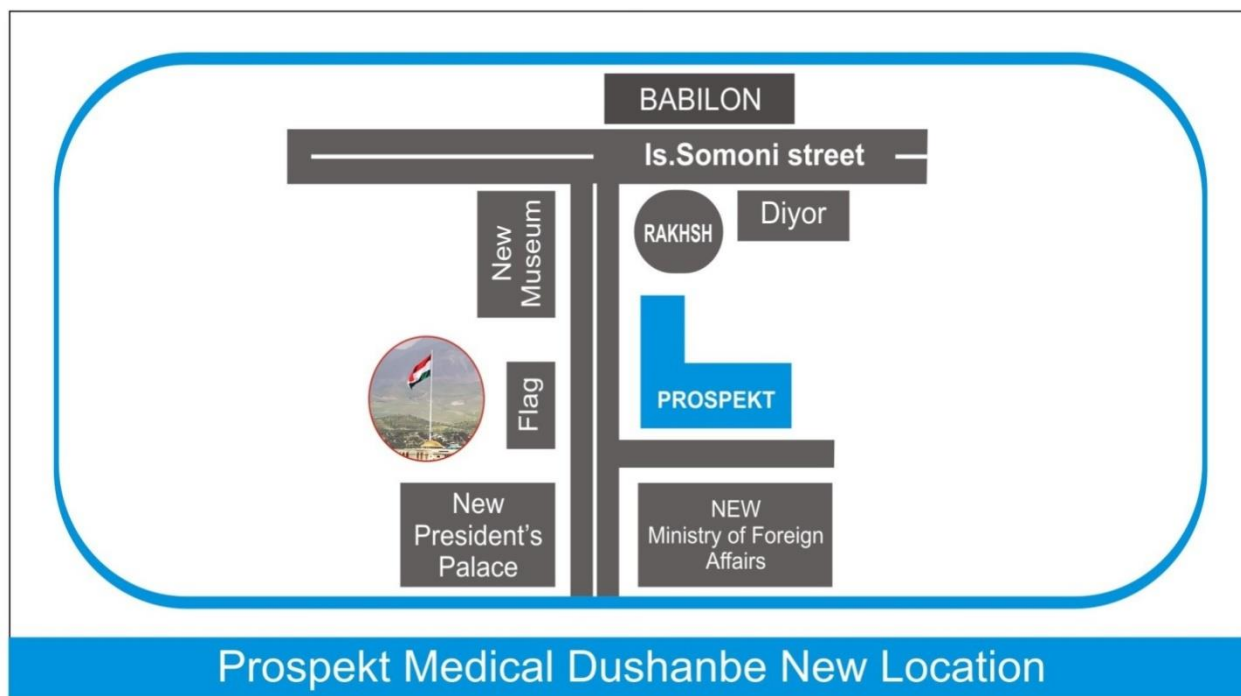 BABILON
Is.Somoni street
New
Museum
RAKHSH
Diyor
Flag
PROSPEKT
New
President's
Palace
NEW
Ministry of Foreign
Affairs
Prospekt Medical Dushanbe New Location